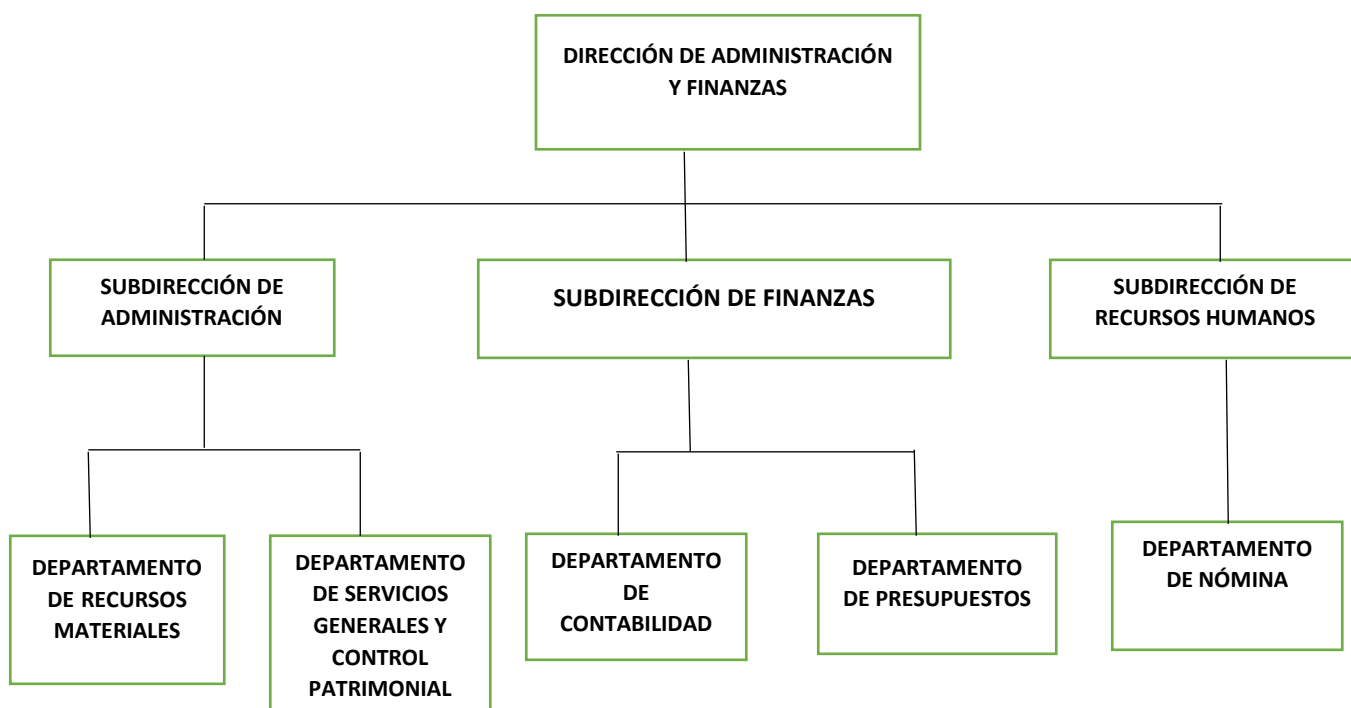 DIRECCIÓN DE ADMINISTRACIÓN
Y FINANZAS
SUBDIRECCIÓN DE
ADMINISTRACIÓN
SUBDIRECCIÓN DE FINANZAS
SUBDIRECCIÓN DE
RECURSOS HUMANOS
DEPARTAMENTO
DE RECURSOS
MATERIALES
DEPARTAMENTO
DE SERVICIOS
GENERALES Y
CONTROL
PATRIMONIAL
DEPARTAMENTO
DE
CONTABILIDAD
DEPARTAMENTO
DE PRESUPUESTOS
DEPARTAMENTO
DE NÓMINA